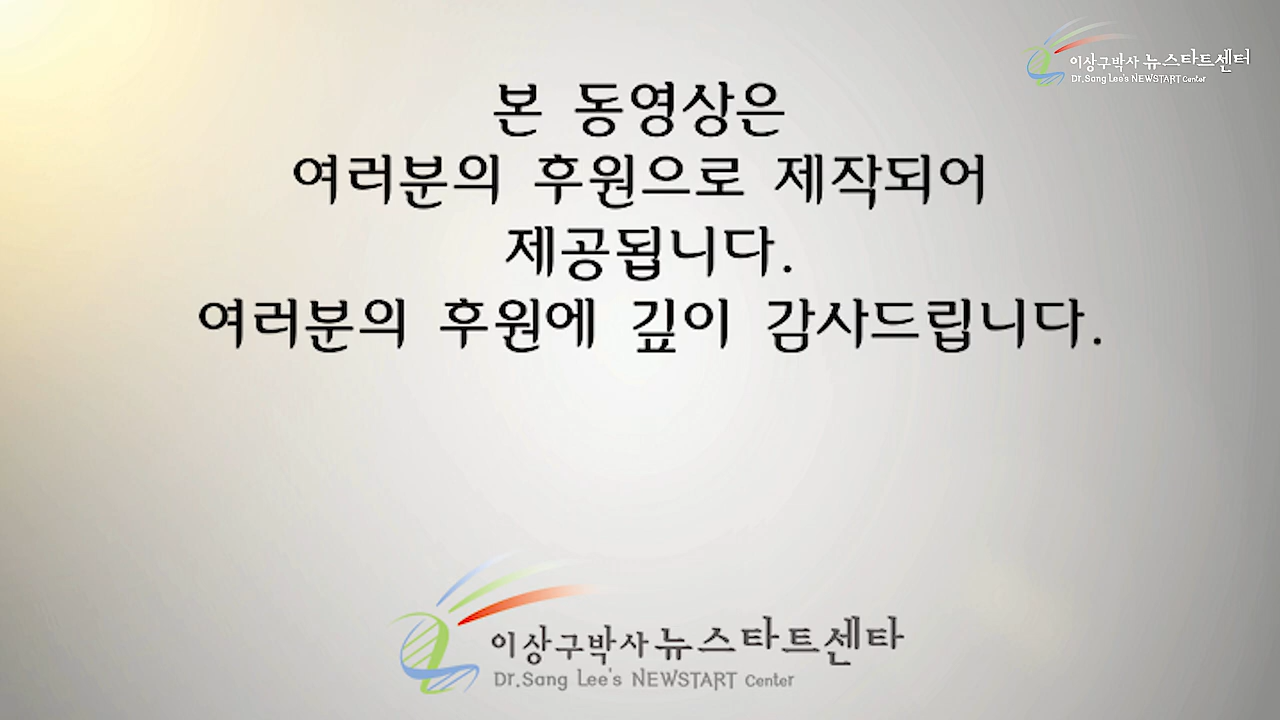 이상구박사 뉴스타트센터
Dr.Sang Lee's NEWSTART Center
본 동영상은
여러분의 후원으로 제작되어
제공됩니다.
여러분의 후원에 깊이 감사드립니다.
이상구박사 뉴스타트센타
Dr.Sang Lee's NEWSTART Center